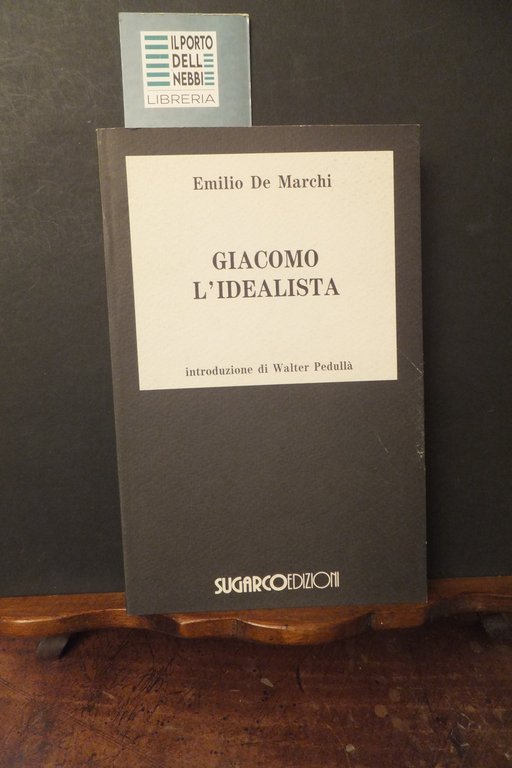 IL PORTO
DELL
NEBBI
LIBRERIA
Emilio De Marchi
GIACOMO
L'IDEALISTA
introduzione di Walter Pedullà
SUGARCOEDIZIONI